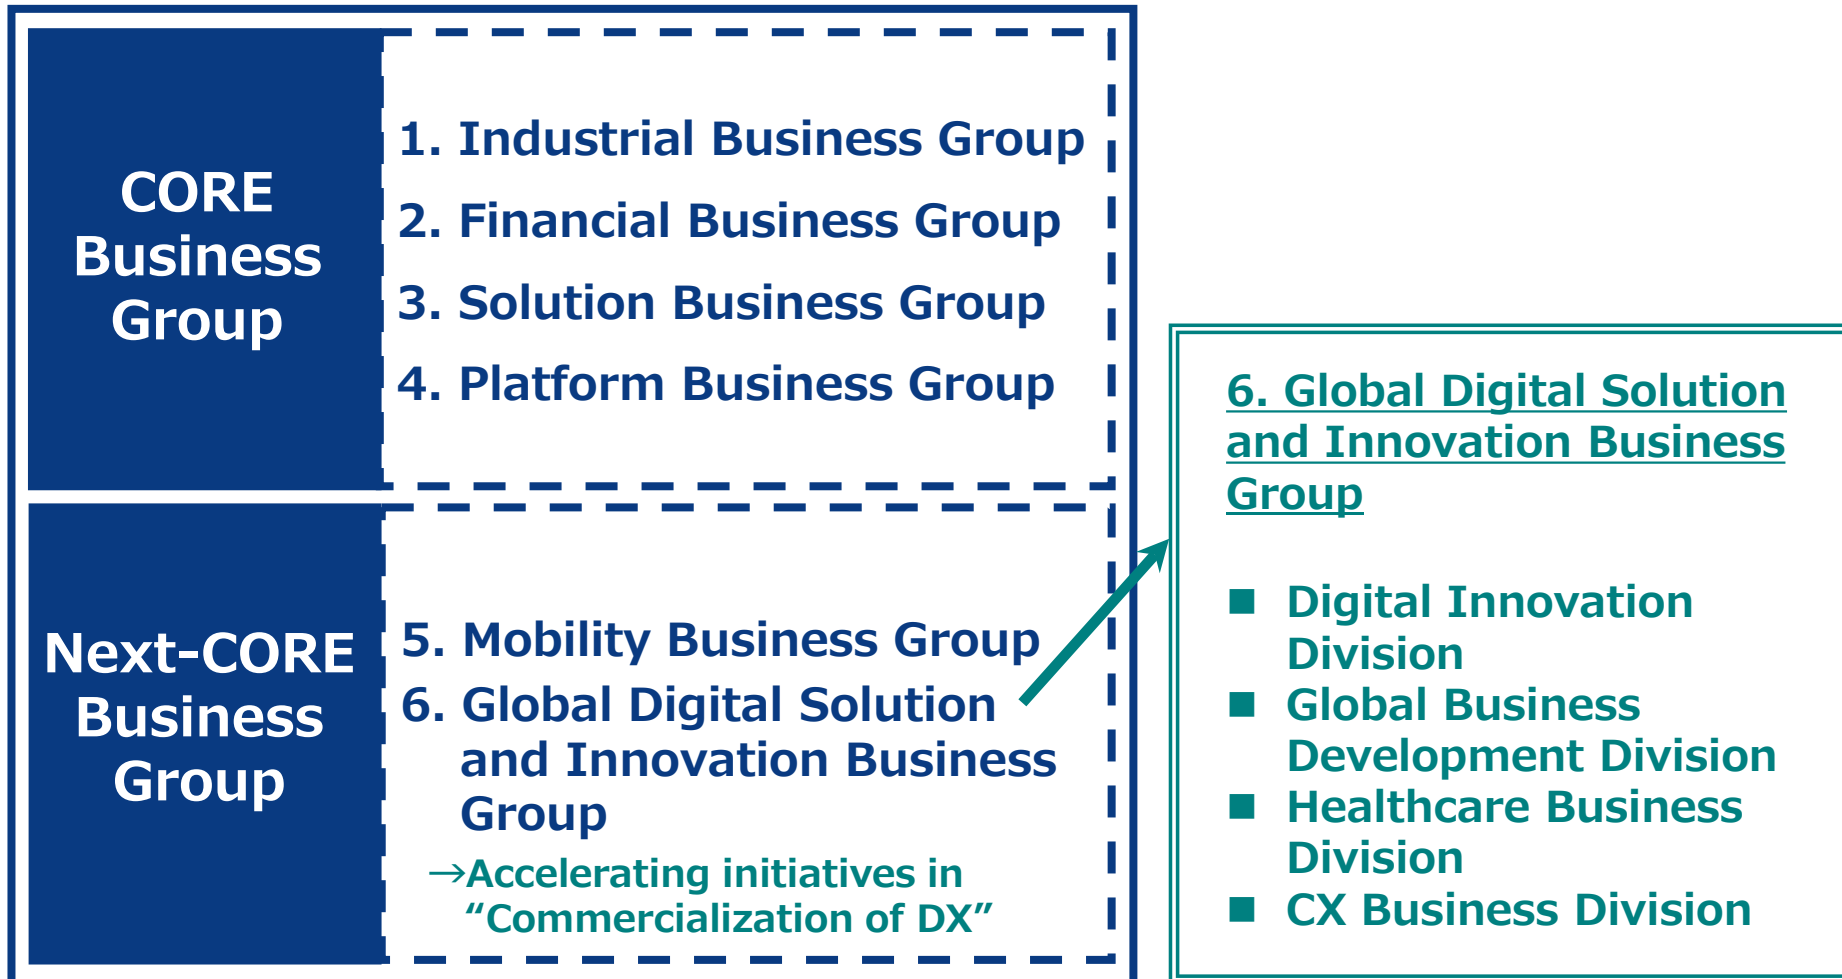 CORE
Business
Group
1. Industrial Business Group
2. Financial Business Group
3. Solution Business Group
4. Platform Business Group
Next-CORE
Business
Group
5. Mobility Business Group
6. Global Digital Solution
and Innovation Business
Group
→Accelerating initiatives in
“Commercialization of DX”
6. Global Digital Solution
and Innovation Business
Group
■ Digital Innovation
Division
■ Global Business
Development Division
■ Healthcare Business
Division
■ CX Business Division